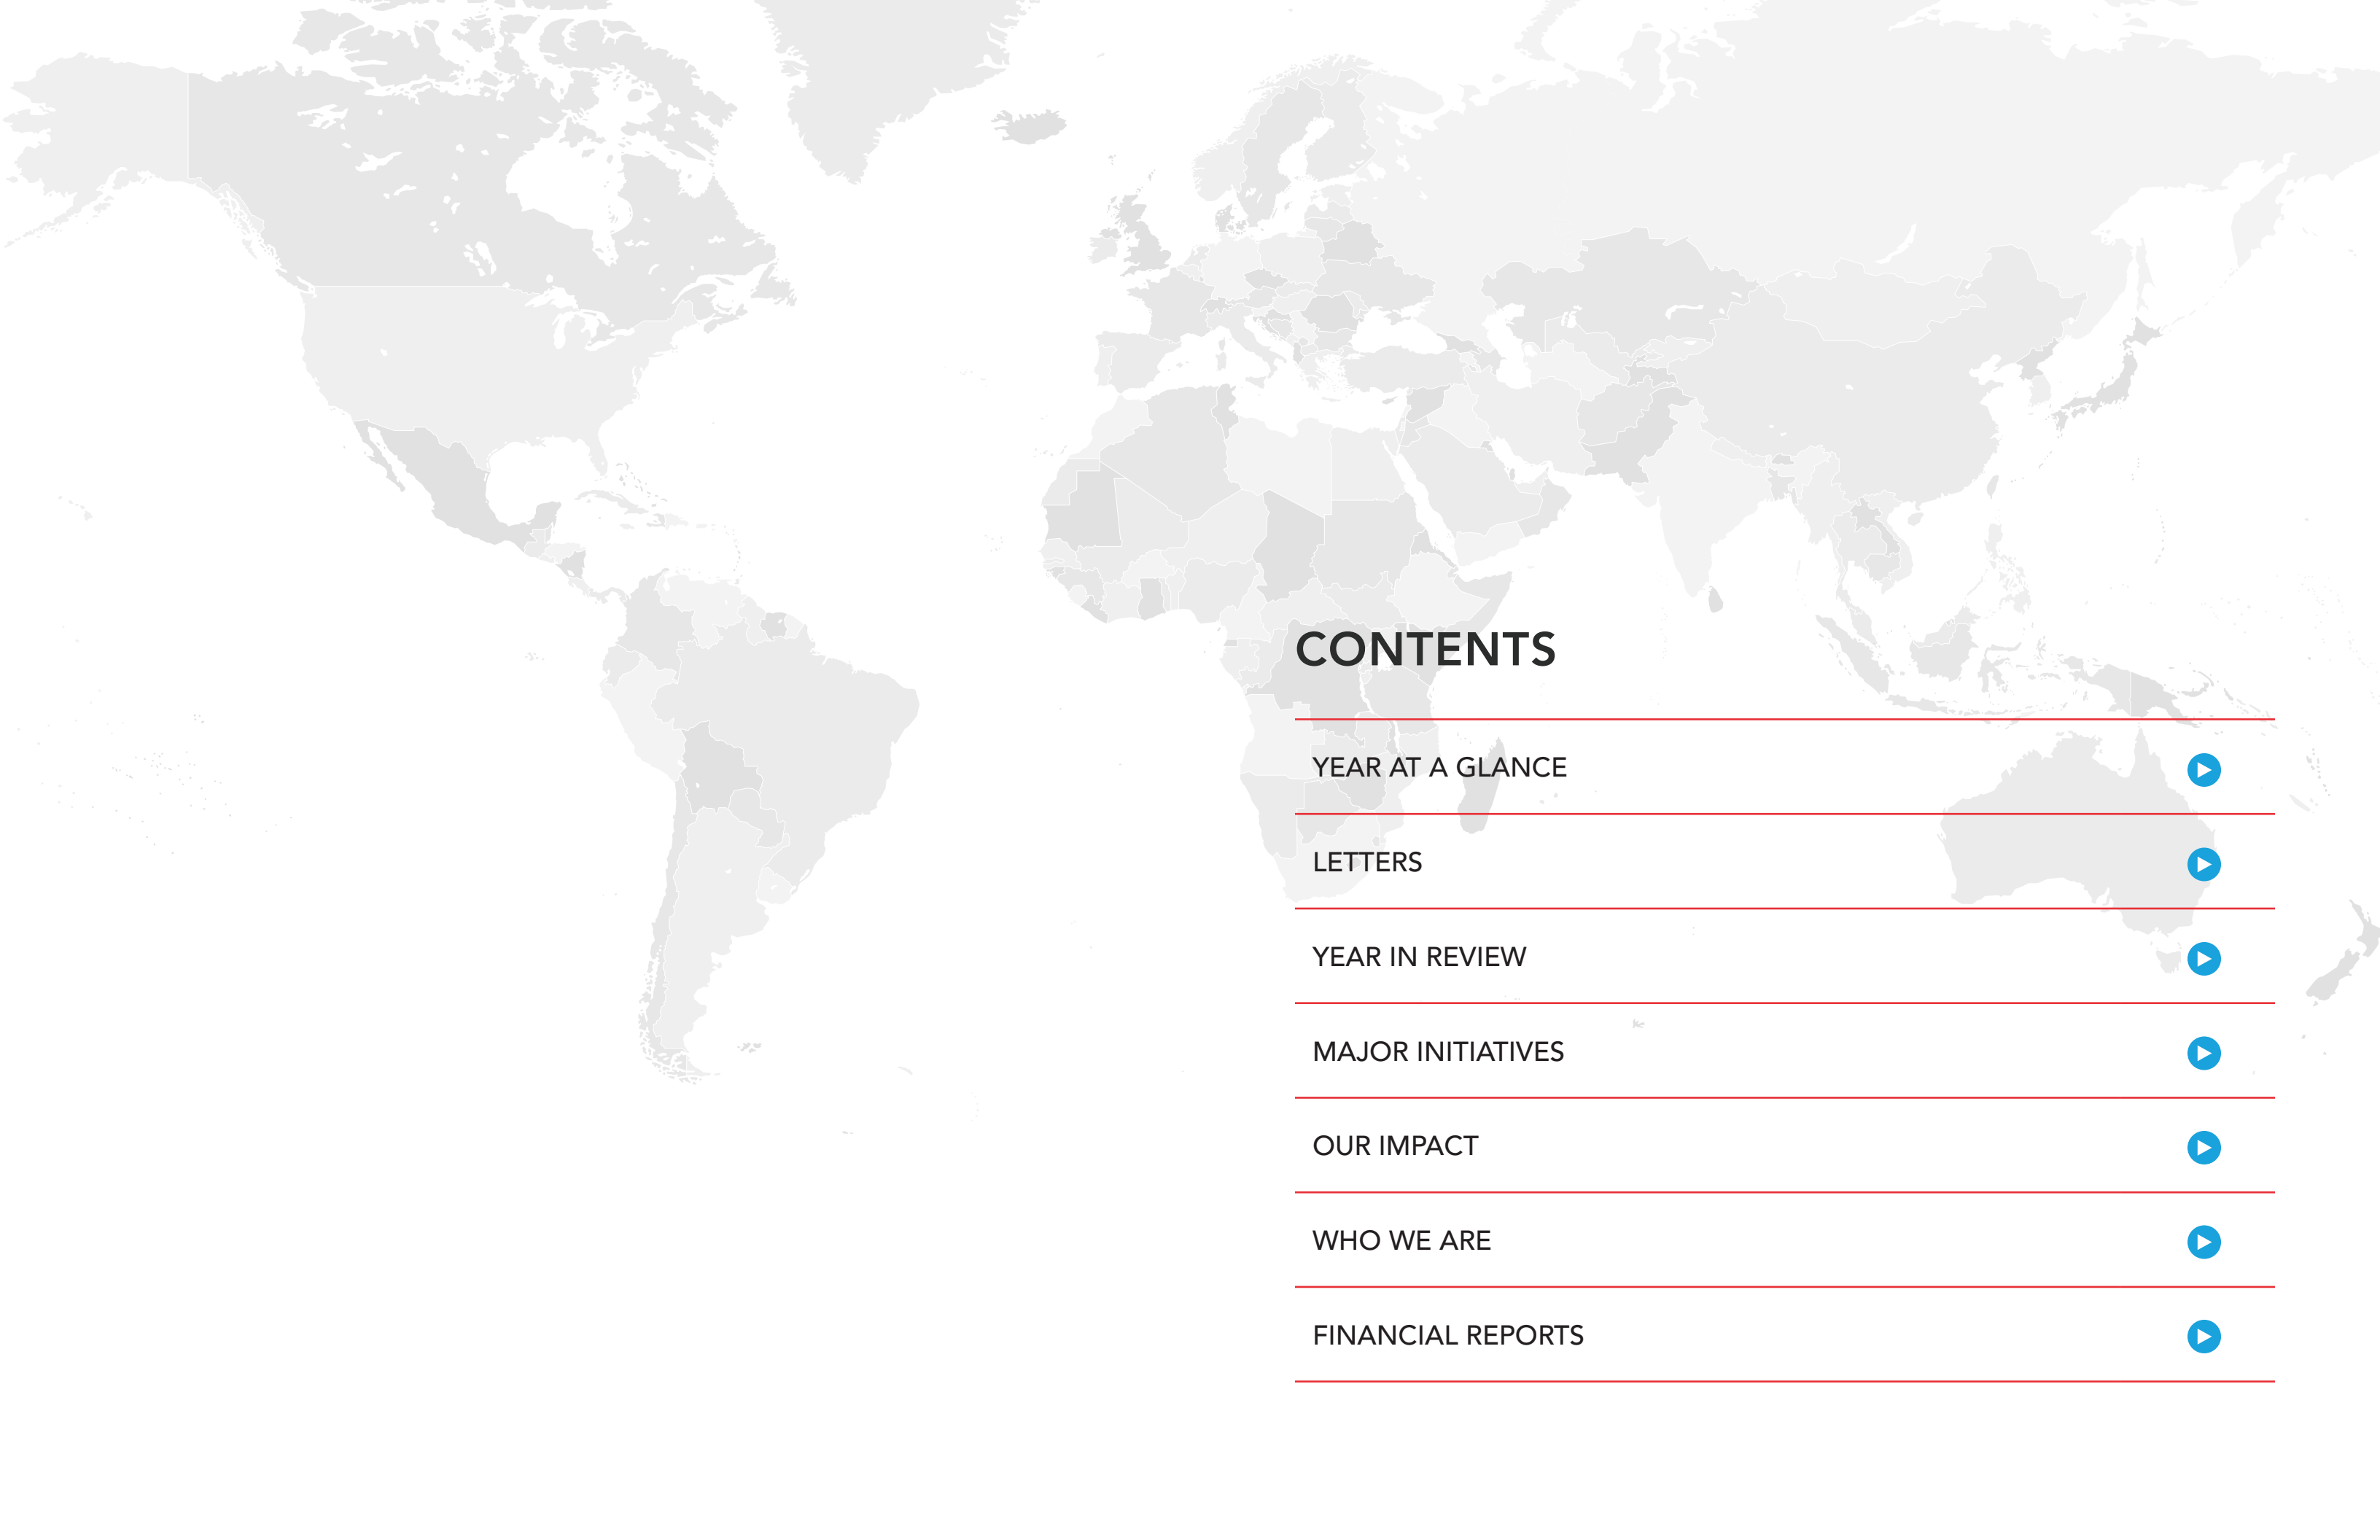 CONTENTS
YEAR AT A GLANCE
LETTERS
YEAR IN REVIEW
MAJOR INITIATIVES
OUR IMPACT
WHO WE ARE
FINANCIAL REPORTS